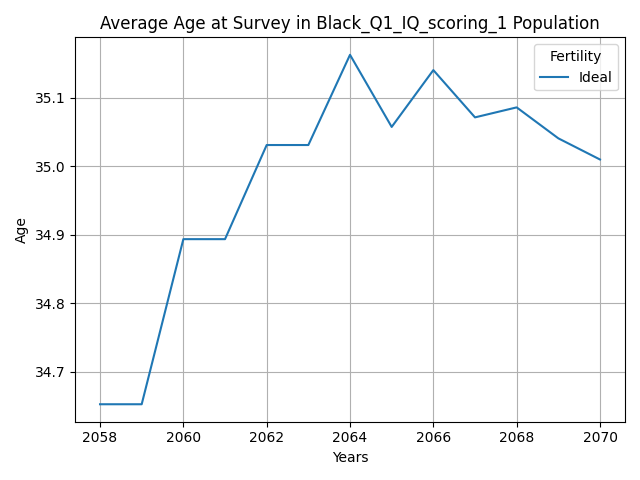 Average Age at Survey in Black_Q1_IQ_scoring_1 Population
Fertility
Ideal
35.1
35.0
34.9
34.8
34.7
Age
2058 2060 2062 2064 2066 2068 2070
Years